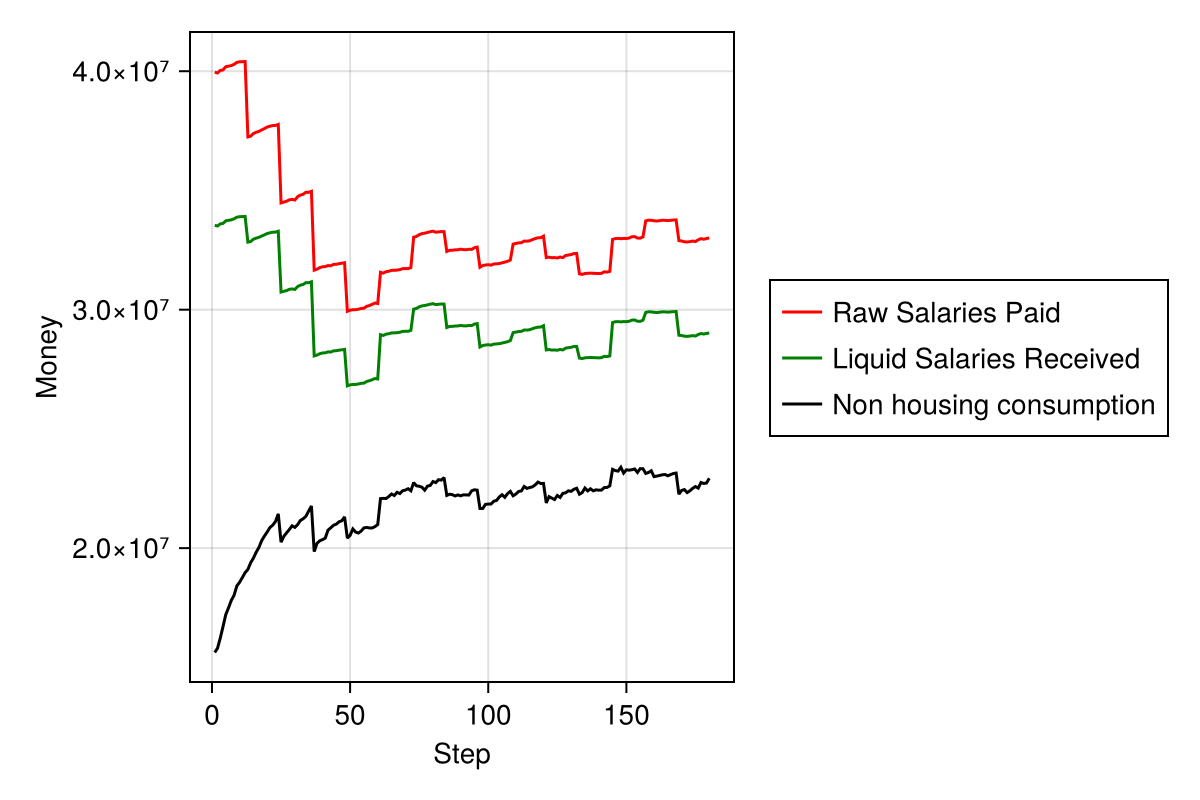 Money
4.0×10⁷
3.0×10⁷
2.0×10⁷
0 50 100 150
Step
Raw Salaries Paid
Liquid Salaries Received
Non housing consumption